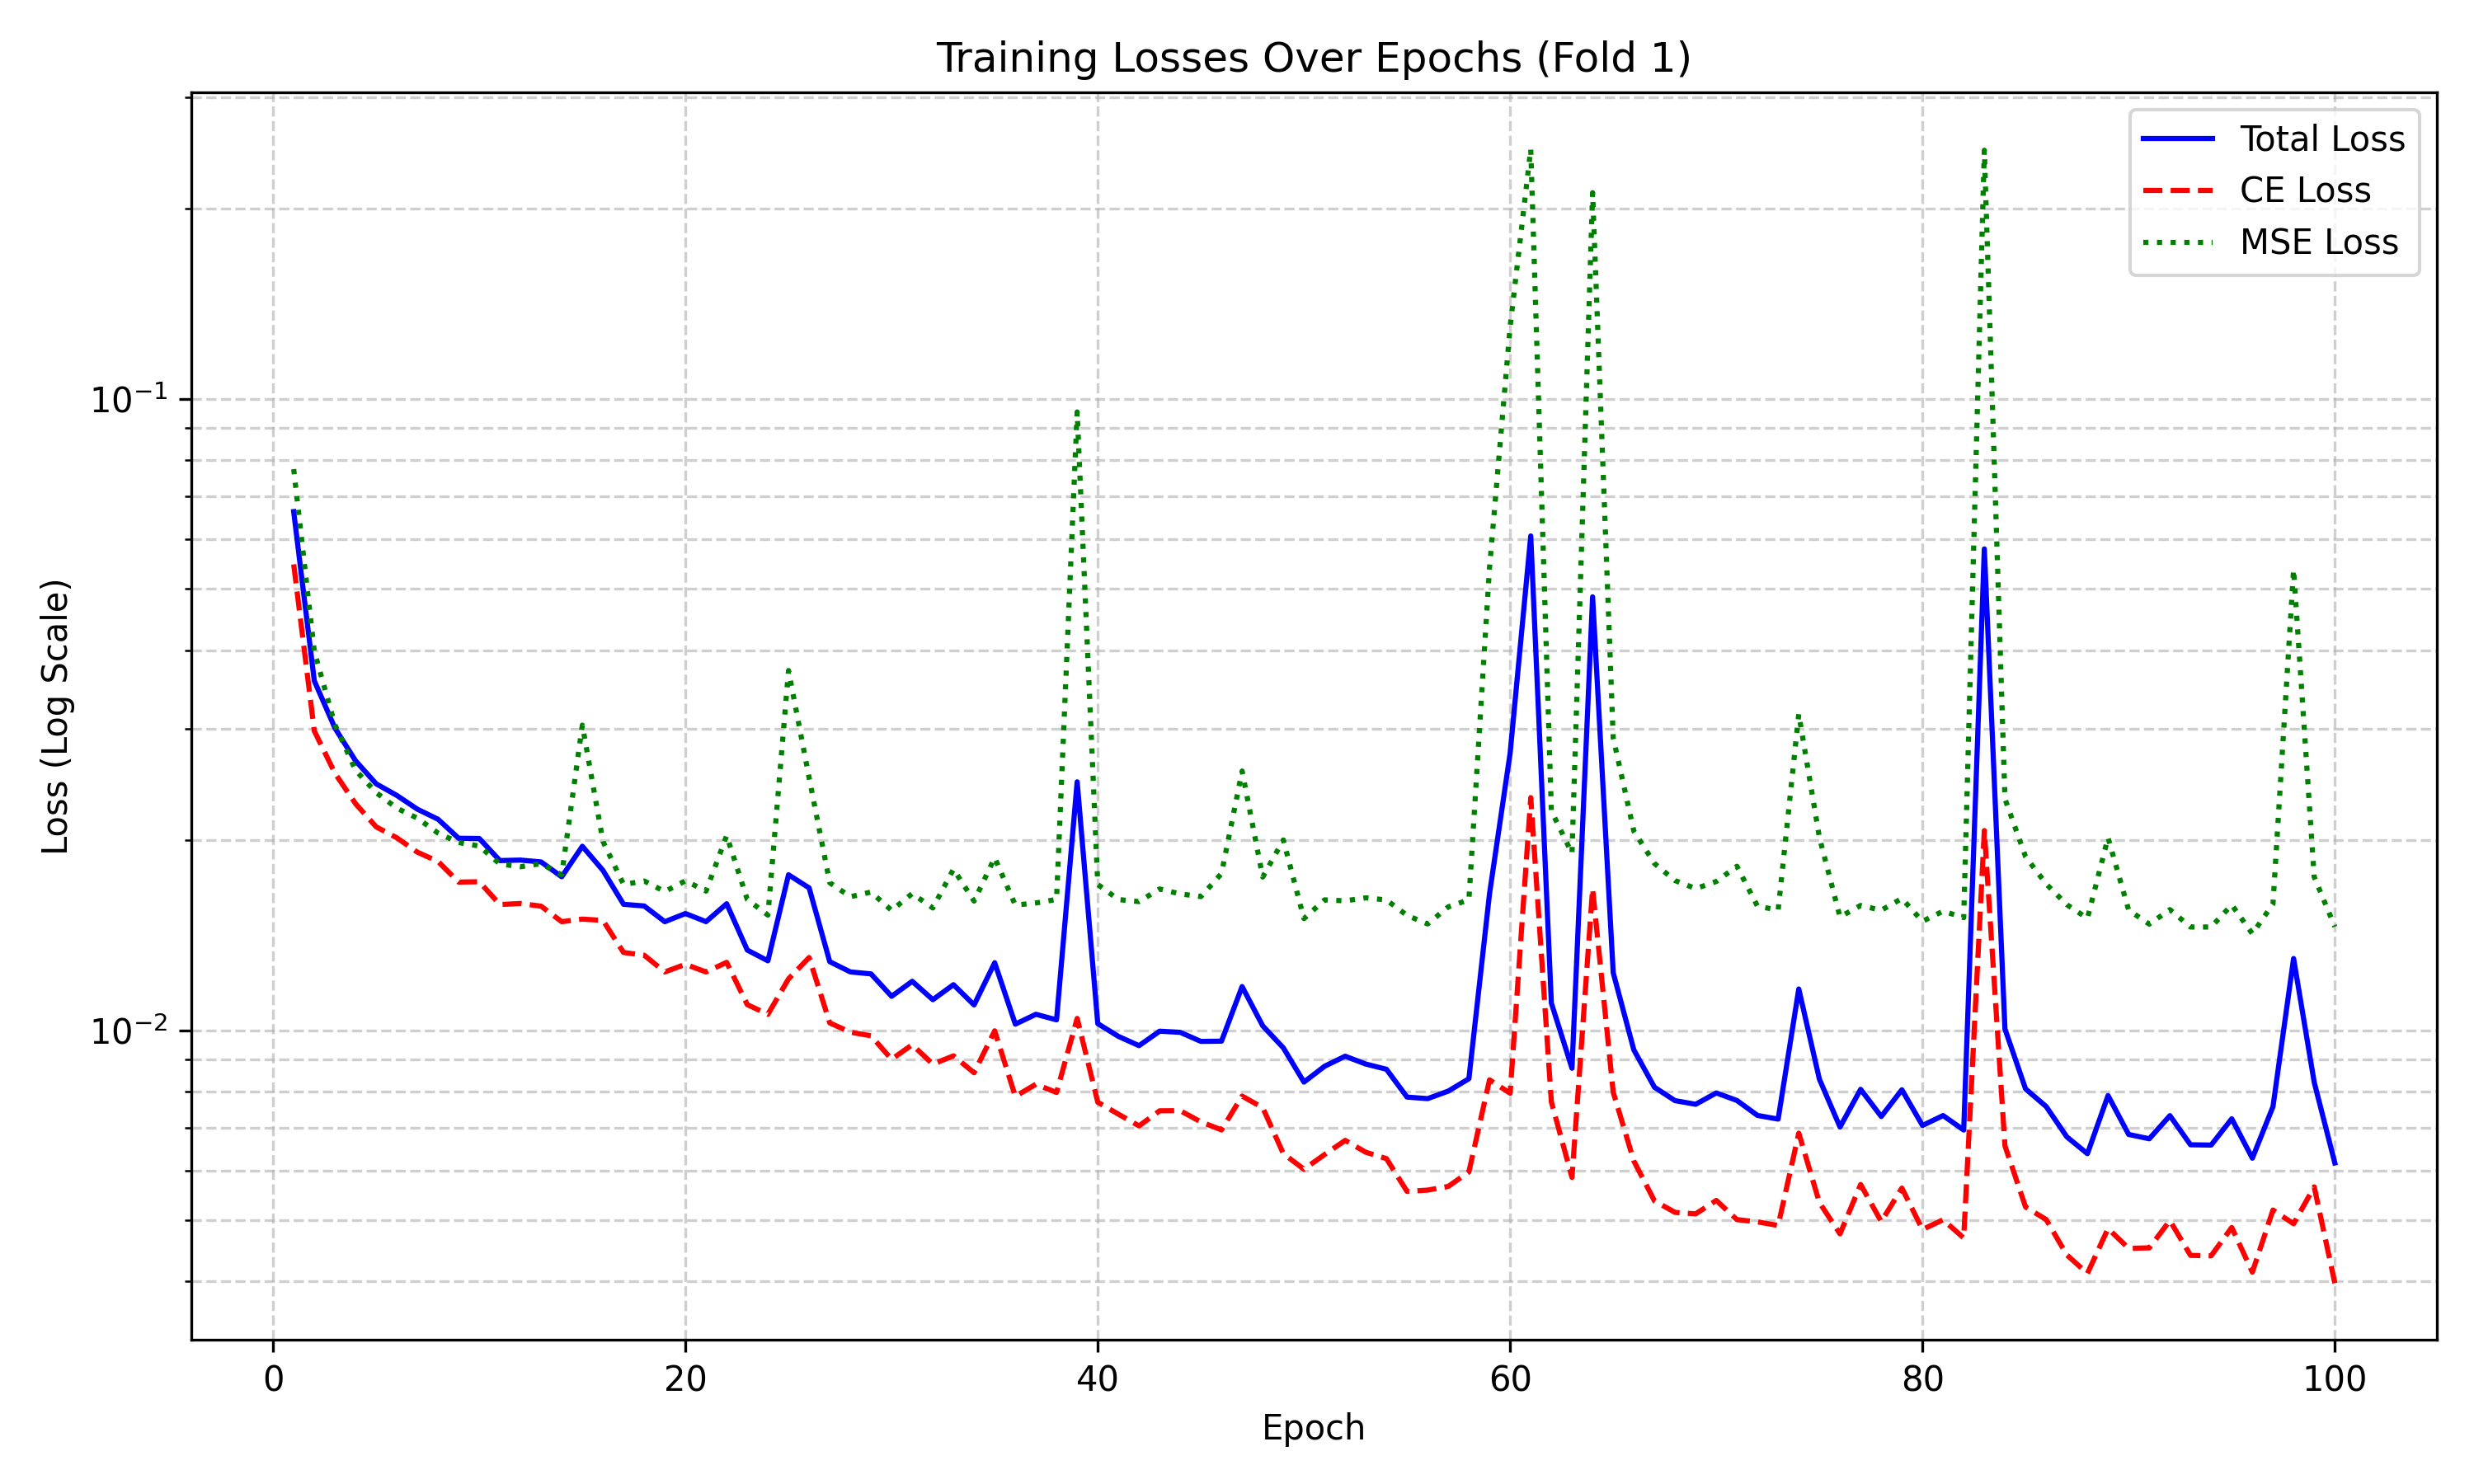 Training Losses Over Epochs (Fold 1)
Total Loss
CE Loss
MSE Loss
Loss (Log Scale)
10⁻¹
10⁻²
0 20 40 60 80 100
Epoch